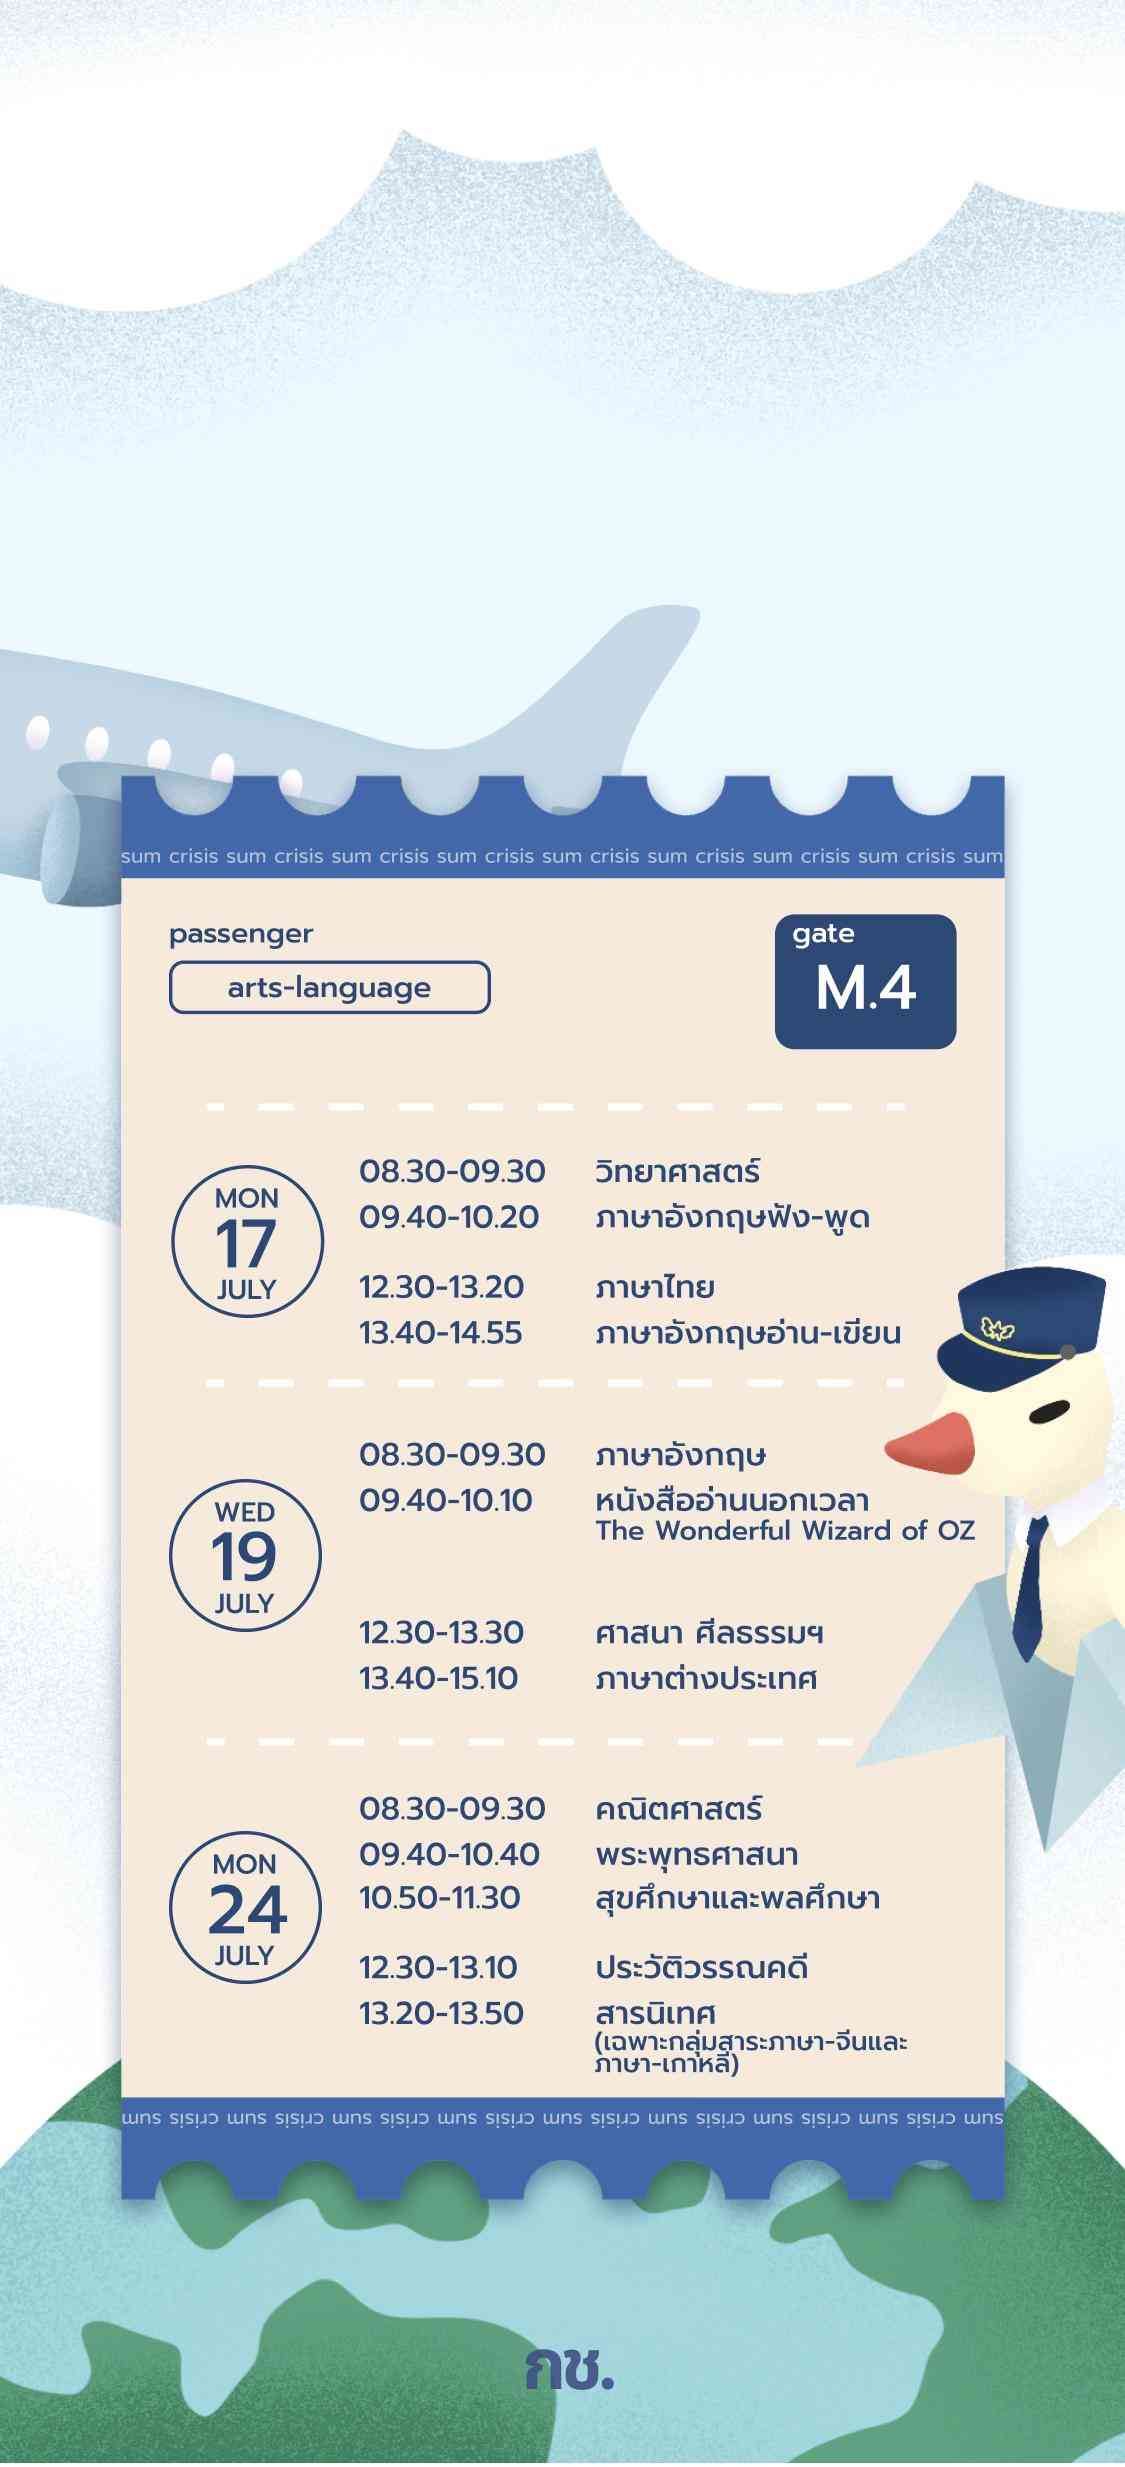 sum crisis sum crisis sum crisis sum crisis sum crisis sum crisis sum crisis sum crisis sum
passenger
arts-language
gate
M.4
MON
17
JULY
08.30-09.30 วิทยาศาสตร์
09.40-10.20 ภาษาอังกฤษฟัง-พูด
12.30-13.20 ภาษาไทย
13.40-14.55 ภาษาอังกฤษอ่าน-เขียน
WED
19
JULY
08.30-09.30 ภาษาอังกฤษ
09.40-10.10 หนังสืออ่านนอกเวลา
The Wonderful Wizard of OZ
12.30-13.30 ศาสนา ศีลธรรมฯ
13.40-15.10 ภาษาต่างประเทศ
MON
24
JULY
08.30-09.30 คณิตศาสตร์
09.40-10.40 พระพุทธศาสนา
10.50-11.30 สุขศึกษาและพลศึกษา
12.30-13.10 ประวัติวรรณคดี
13.20-13.50 สารนิเทศ
(เฉพาะกลุ่มสาระภาษา-จีนและ
ภาษา-เกาหลี)
sum crisis sum crisis sum crisis sum crisis sum crisis sum crisis sum crisis sum crisis sum
กช.